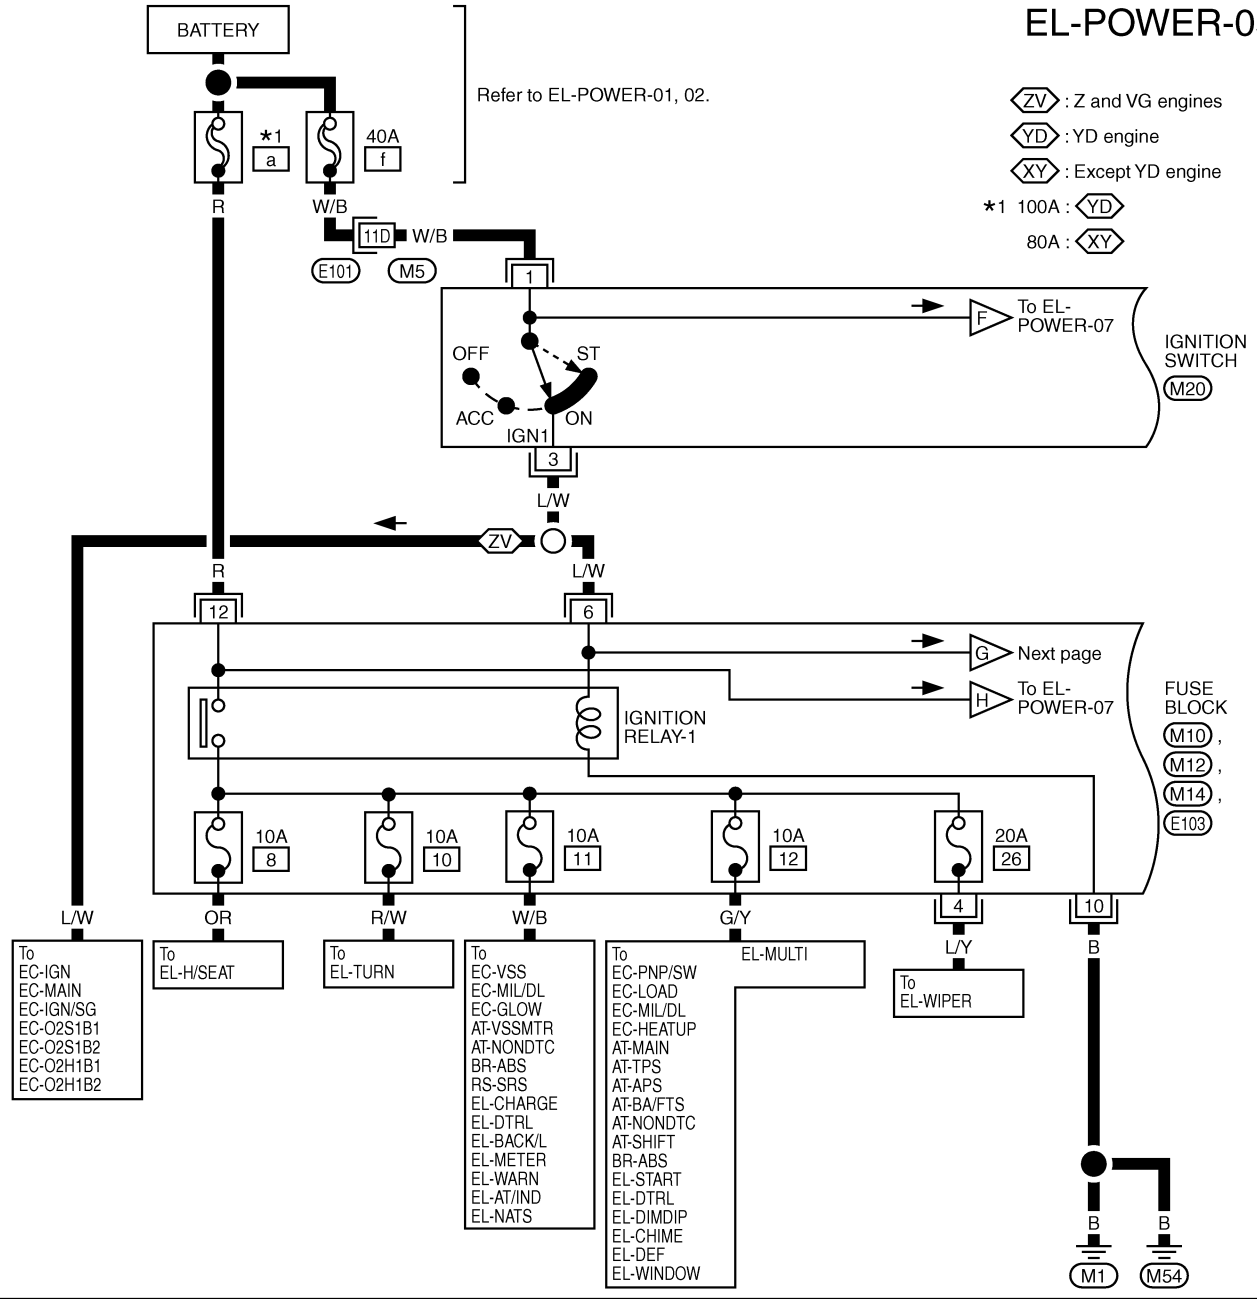 EL-POWER-0
BATTERY
Refer to EL-POWER-01, 02.
ZV : Z and VG engines
YD : YD engine
XY : Except YD engine
*1 100A : YD
80A : XY
*1
a
40A
f
R
W/B
11D
W/B
E101
M5
1
F
To EL-
POWER-07
IGNITION
SWITCH
M20
OFF
ST
ACC
ON
IGN1
3
L/W
ZV
R
L/W
12
6
G
Next page
H
To EL-
POWER-07
IGNITION
RELAY-1
FUSE
BLOCK
M10 ,
M12 ,
M14 ,
E103
10A
8
10A
10
10A
11
10A
12
20A
26
4
10
L/W
OR
R/W
W/B
G/Y
L/Y
B
To
EC-IGN
EC-MAIN
EC-IGN/SG
EC-O2S1B1
EC-O2S1B2
EC-O2H1B1
EC-O2H1B2
To
EL-H/SEAT
To
EL-TURN
To
EC-VSS
EC-MIL/DL
EC-GLOW
AT-VSSMTR
AT-NONDTC
BR-ABS
RS-SRS
EL-CHARGE
EL-DTRL
EL-BACK/L
EL-METER
EL-WARN
EL-AT/IND
EL-NATS
To
EL-MULTI
EC-PNP/SW
EC-LOAD
EC-MIL/DL
EC-HEATUP
AT-MAIN
AT-TPS
AT-APS
AT-BA/FTS
AT-NONDTC
AT-SHIFT
BR-ABS
EL-START
EL-DTRL
EL-DIMDIP
EL-CHIME
EL-DEF
EL-WINDOW
To
EL-WIPER
B
B
M1
M54